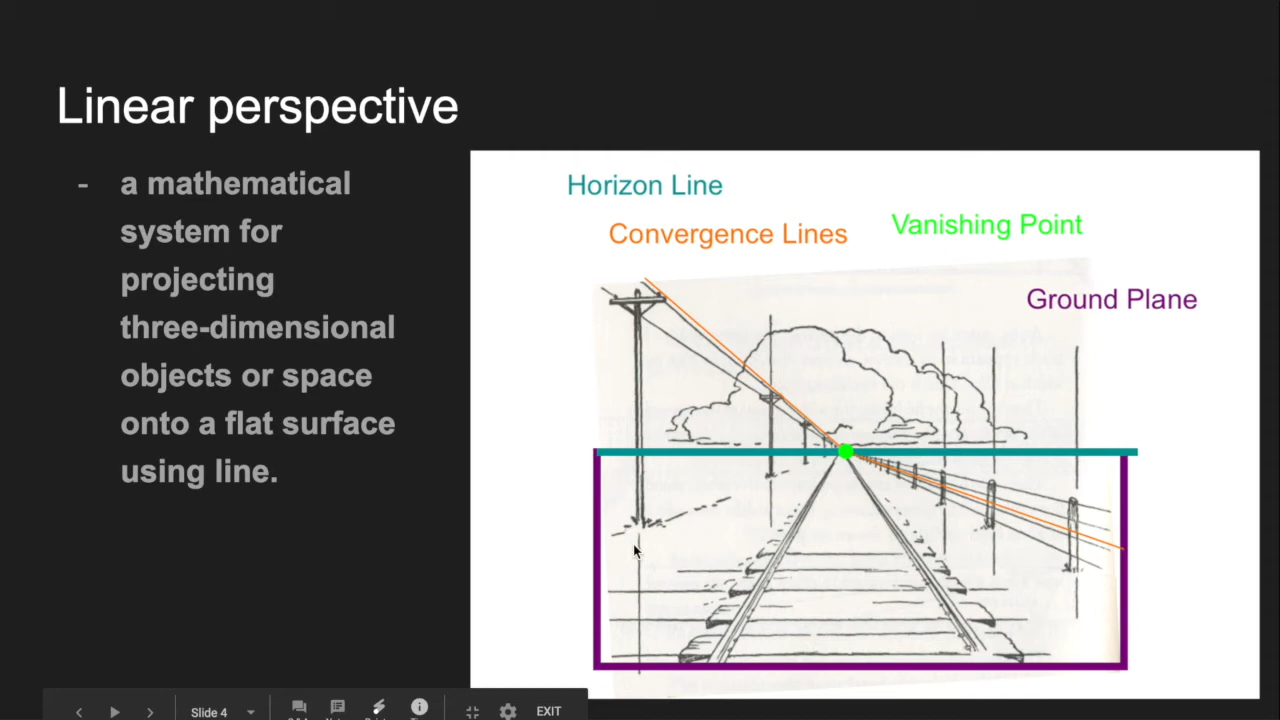 Linear perspective
- a mathematical
system for
projecting
three-dimensional
objects or space
onto a flat surface
using line.
Horizon Line
Convergence Lines
Vanishing Point
Ground Plane
Slide 4
EXIT